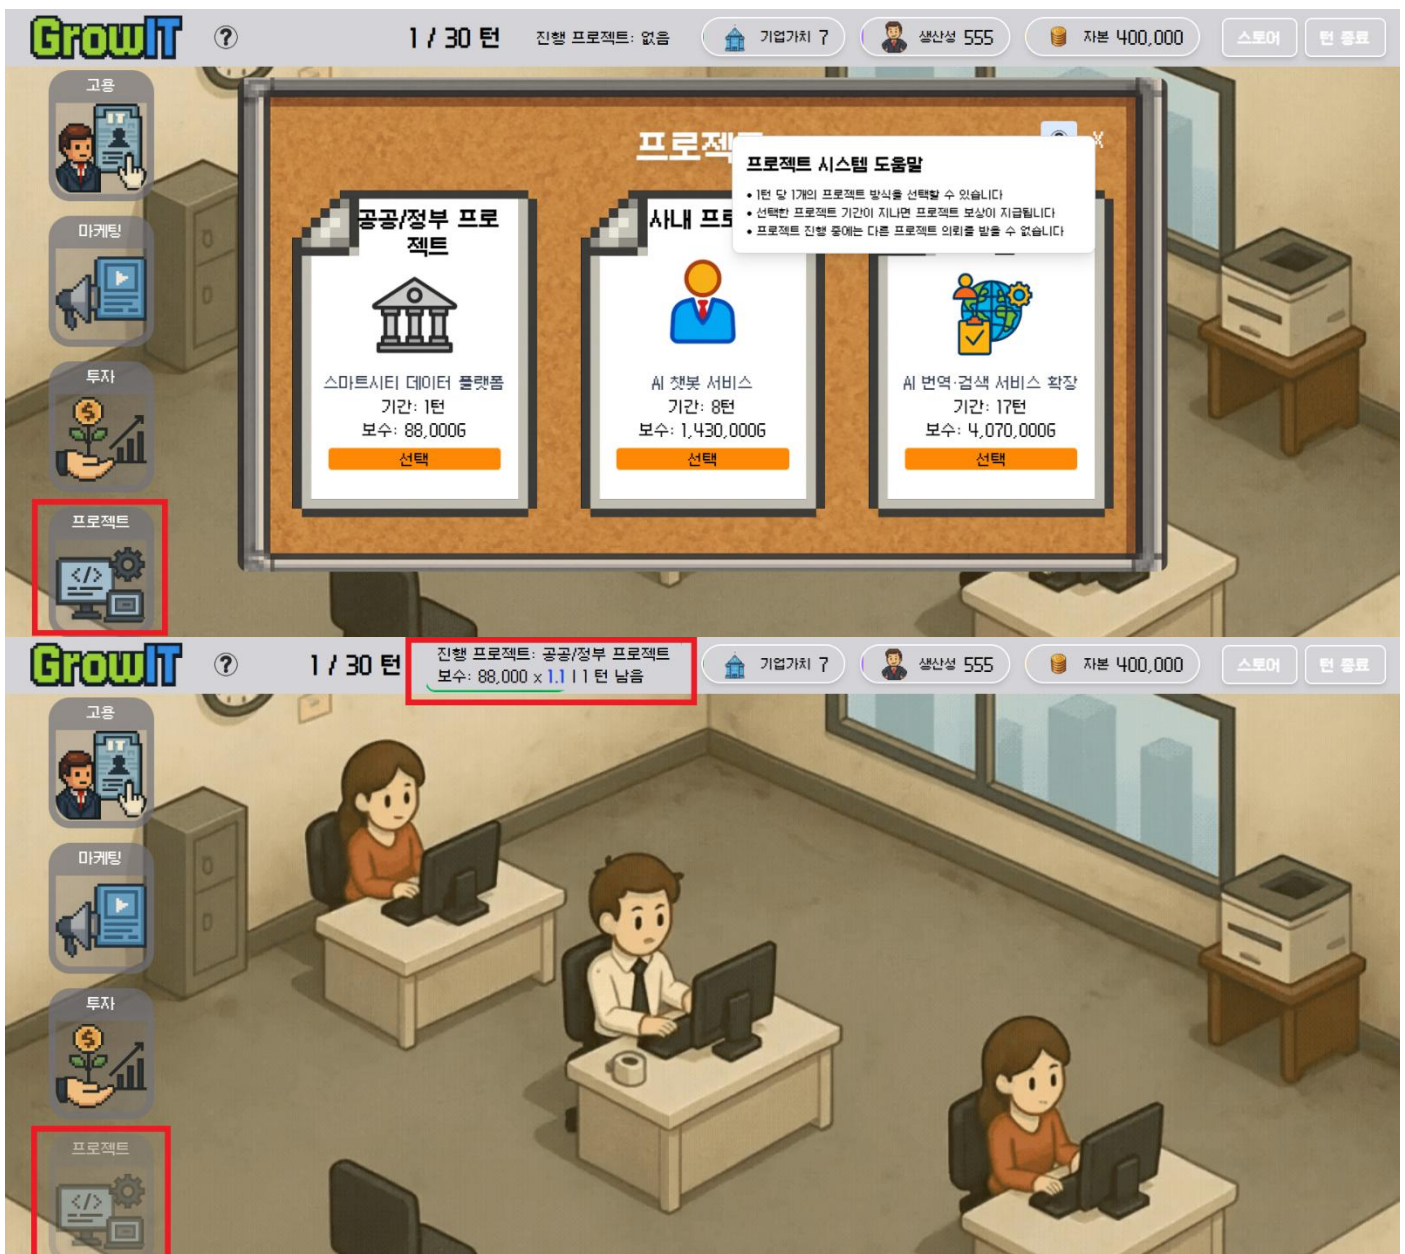 GrowIT ? 1 / 30 턴 진행 프로젝트: 없음 기업가치 7 생산성 555 자본 400,000 스토어 턴 종료
고용
IT
마케팅
투자
프로젝트
</>
프로젝
? X
프로젝트 시스템 도움말
• 1턴 당 1개의 프로젝트 방식을 선택할 수 있습니다
• 선택한 프로젝트 기간이 지나면 프로젝트 보상이 지급됩니다
• 프로젝트 진행 중에는 다른 프로젝트 의뢰를 받을 수 없습니다
공공/정부 프로
젝트
스마트시티 데이터 플랫폼
기간: 1턴
보수: 88,000G
선택
사내 프로
AI 챗봇 서비스
기간: 8턴
보수: 1,430,000G
선택
AI 번역·검색 서비스 확장
기간: 17턴
보수: 4,070,000G
선택
GrowIT ? 1 / 30 턴
진행 프로젝트: 공공/정부 프로젝트
보수: 88,000 x 1.1 | 1 턴 남음
기업가치 7 생산성 555 자본 400,000 스토어 턴 종료
고용
IT
마케팅
투자
프로젝트
</>